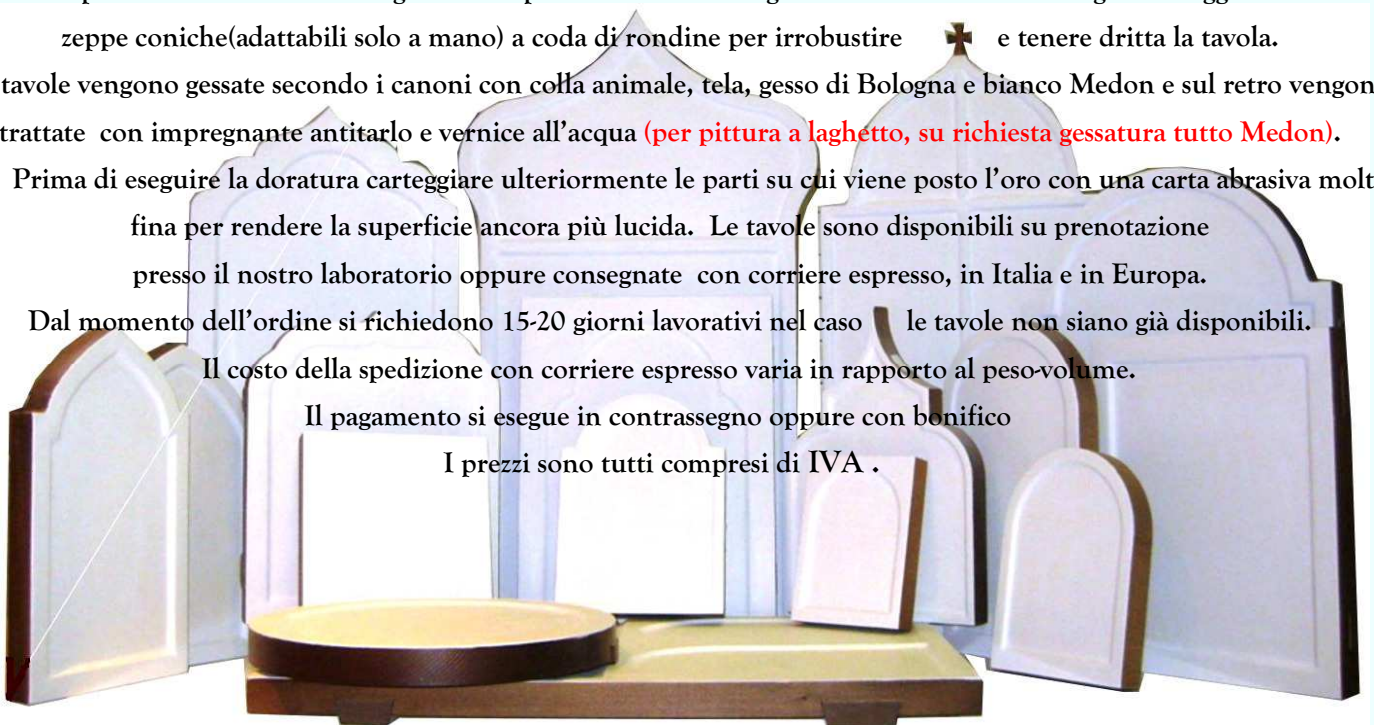 zeppe coniche(adattabili solo a mano) a coda di rondine per irrobustire e tenere dritta la tavola.
tavole vengono gessate secondo i canoni con colla animale, tela, gesso di Bologna e bianco Medon e sul retro vengon
trattate con impregnante antitarlo e vernice all'acqua (per pittura a laghetto, su richiesta gessatura tutto Medon).
Prima di eseguire la doratura carteggiare ulteriormente le parti su cui viene posto l'oro con una carta abrasiva molt
fina per rendere la superficie ancora più lucida. Le tavole sono disponibili su prenotazione
presso il nostro laboratorio oppure consegnate con corriere espresso, in Italia e in Europa.
Dal momento dell'ordine si richiedono 15-20 giorni lavorativi nel caso le tavole non siano già disponibili.
Il costo della spedizione con corriere espresso varia in rapporto al peso-volume.
Il pagamento si esegue in contrassegno oppure con bonifico
I prezzi sono tutti compresi di IVA .